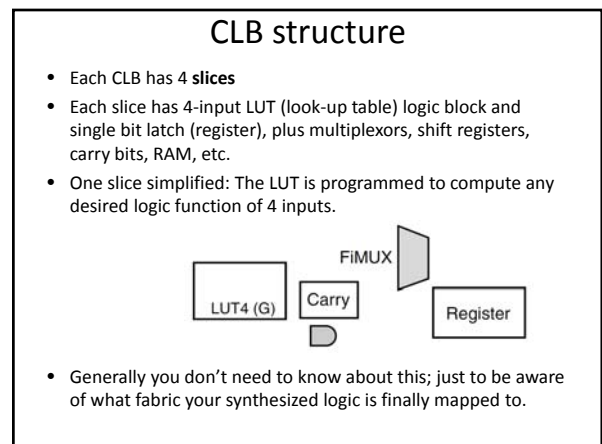 CLB structure
• Each CLB has 4 slices
• Each slice has 4-input LUT (look-up table) logic block and
single bit latch (register), plus multiplexors, shift registers,
carry bits, RAM, etc.
• One slice simplified: The LUT is programmed to compute any
desired logic function of 4 inputs.
FiMUX
LUT4 (G)
Carry
Register
• Generally you don’t need to know about this; just to be aware
of what fabric your synthesized logic is finally mapped to.